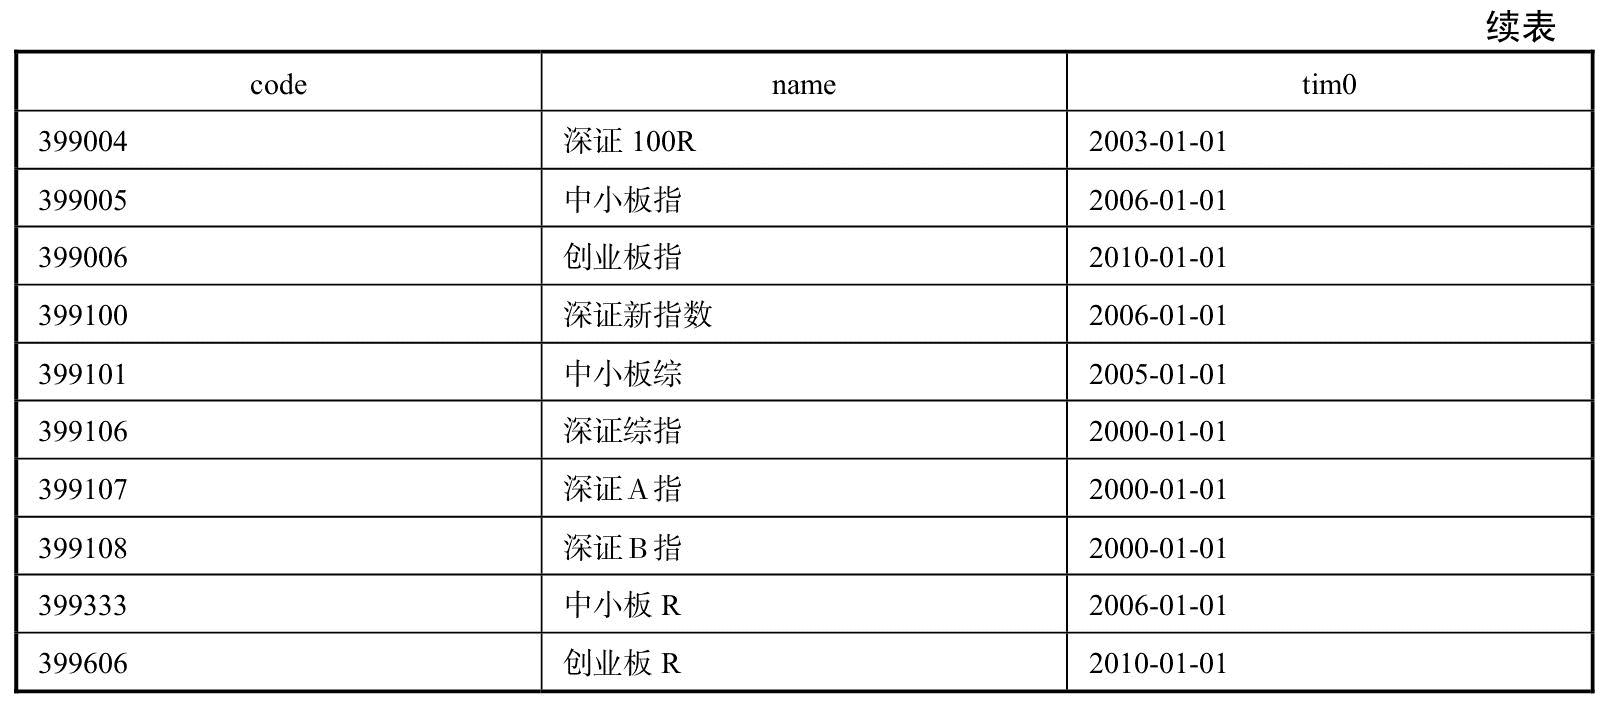 续表
code name tim0
399004 深证 100R 2003-01-01
399005 中小板指 2006-01-01
399006 创业板指 2010-01-01
399100 深证新指数 2006-01-01
399101 中小板综 2005-01-01
399106 深证综指 2000-01-01
399107 深证 A 指 2000-01-01
399108 深证 B 指 2000-01-01
399333 中小板 R 2006-01-01
399606 创业板 R 2010-01-01